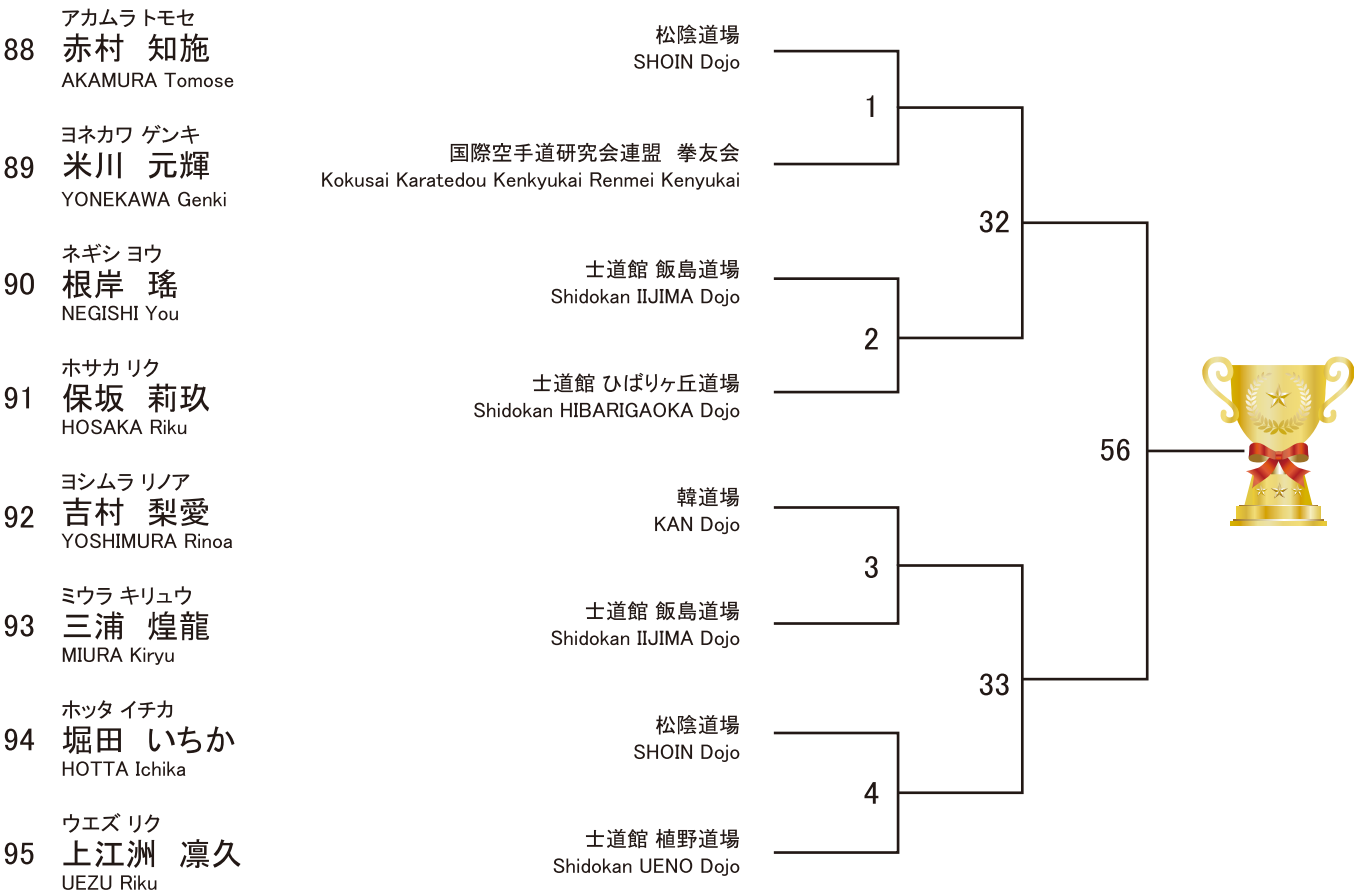 アカムラ トモセ
88 赤村 知施 松陰道場
AKAMURA Tomose SHOIN Dojo
1
ヨネカワ ゲンキ
89 米川 元輝 国際空手道研究会連盟 拳友会
YONEKAWA Genki Kokusai Karatedou Kenkyukai Renmei Kenyukai
32
ネギシ ヨウ
90 根岸 瑤 士道館 飯島道場
NEGISHI You Shidokan IIJIMA Dojo
2
ホサカ リク
91 保坂 莉玖 士道館 ひばりヶ丘道場
HOSAKA Riku Shidokan HIBARIGAOKA Dojo
56
ヨシムラ リノア
92 吉村 梨愛 韓道場
YOSHIMURA Rinoa KAN Dojo
3
ミウラ キリュウ
93 三浦 煌龍 士道館 飯島道場
MIURA Kiryu Shidokan IIJIMA Dojo
33
ホッタ イチカ
94 堀田 いちか 松陰道場
HOTTA Ichika SHOIN Dojo
4
ウエズ リク
95 上江洲 凛久 士道館 植野道場
UEZU Riku Shidokan UENO Dojo